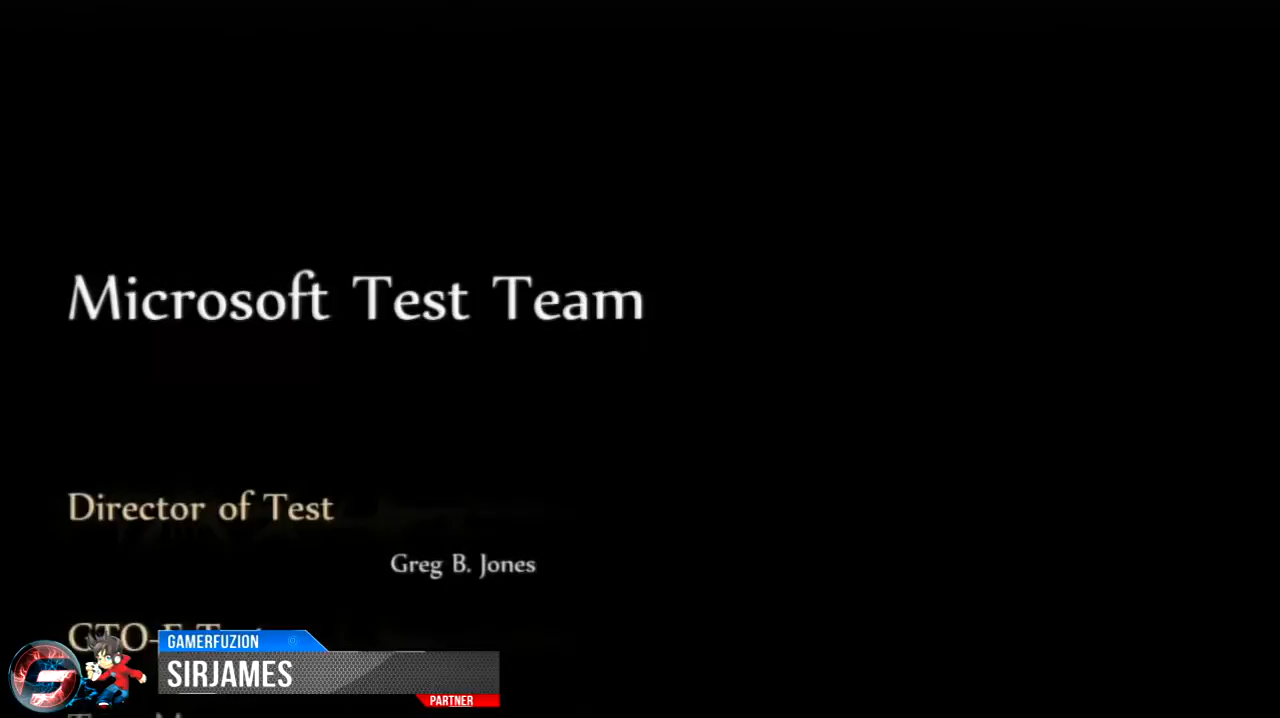 Microsoft Test Team
Director of Test
Greg B. Jones
GAMERFUZION
SIRJAMES
PARTNER